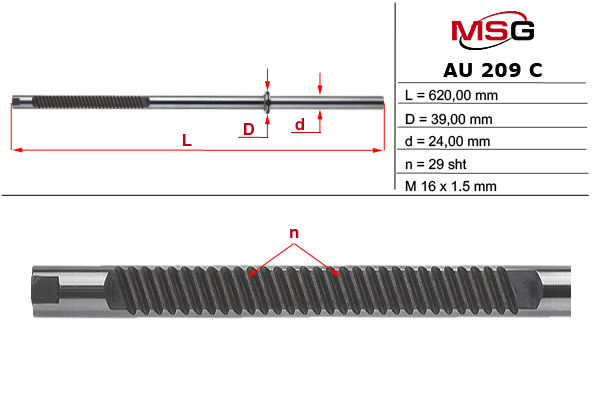 MSG
AU 209 C
L = 620,00 mm
D = 39,00 mm
d = 24,00 mm
n = 29 sht
M 16 x 1.5 mm
D
d
L
n